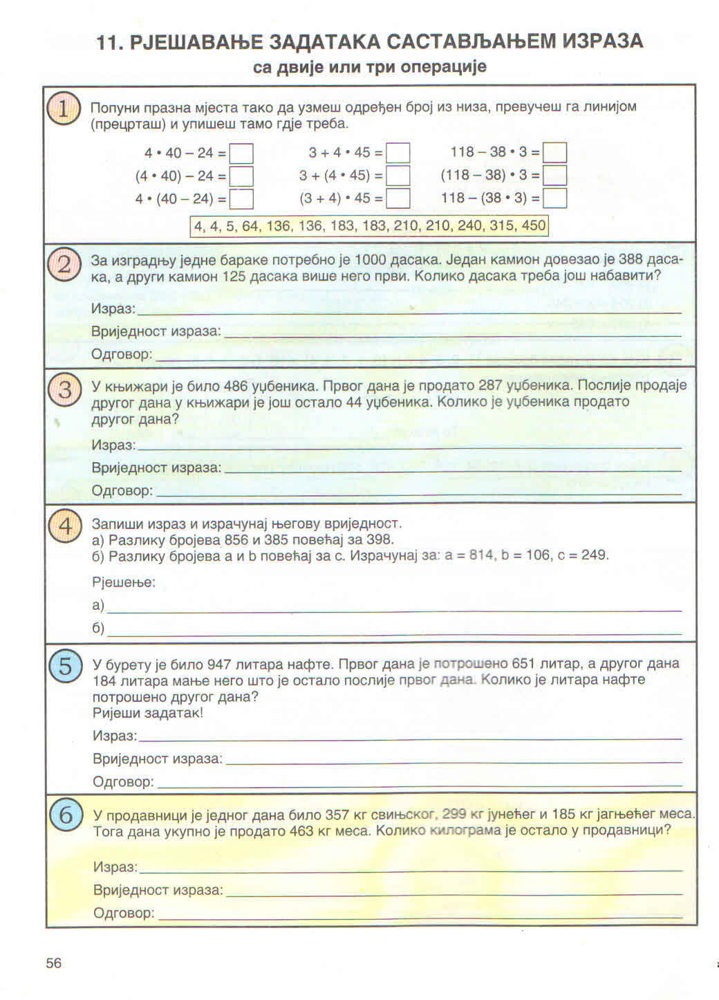 11. РЈЕШАВАЊЕ ЗАДАТАКА САСТАВЉАЊЕМ ИЗРАЗА
са двије или три операције
1
Попуни празна мјеста тако да узмеш одређен број из низа, превучеш га линијом
(прецрташ) и упишеш тамо гдје треба.
4 • 40 – 24 = 3 + 4 • 45 = 118 – 38 • 3 =
(4 • 40) – 24 = 3 + (4 • 45) = (118 – 38) • 3 =
4 • (40 – 24) = (3 + 4) • 45 = 118 – (38 • 3) =
4, 4, 5, 64, 136, 136, 183, 183, 210, 210, 240, 315, 450
2
За изградњу једне бараке потребно је 1000 дасака. Један камион довезао је 388 даса-
ка, а други камион 125 дасака више него први. Колико дасака треба још набавити?
Израз:
Вриједност израза:
Одговор:
3
У књижари је било 486 уџбеника. Првог дана је продато 287 уџбеника. Послије продаје
другог дана у књижари је још остало 44 уџбеника. Колико је уџбеника продато
другог дана?
Израз:
Вриједност израза:
Одговор:
4
Запиши израз и израчунај његову вриједност.
а) Разлику бројева 856 и 385 повећај за 398.
б) Разлику бројева a и b повећај за c. Израчунај за: a = 814, b = 106, c = 249.
Рјешење:
а)
б)
5
У бурету је било 947 литара нафте. Првог дана је потрошено 651 литар, а другог дана
184 литара мање него што је остало послије првог дана. Колико је литара нафте
потрошено другог дана?
Ријеши задатак!
Израз:
Вриједност израза:
Одговор:
6
У продавници је једног дана било 357 кг свињског, 299 кг јунећег и 185 кг јагњећег меса.
Тога дана укупно је продато 463 кг меса. Колико килограма је остало у продавници?
Израз:
Вриједност израза:
Одговор:
56